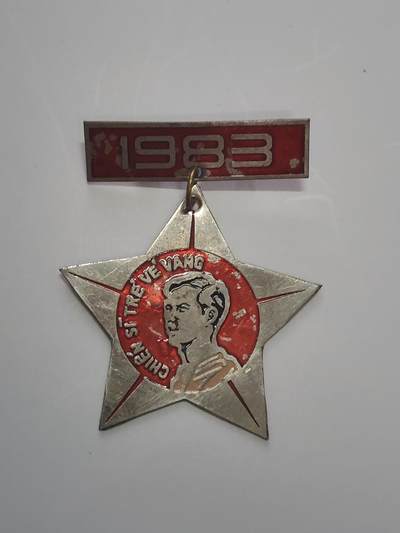 1983
CHIẾN SĨ TRẺ VẺ VANG